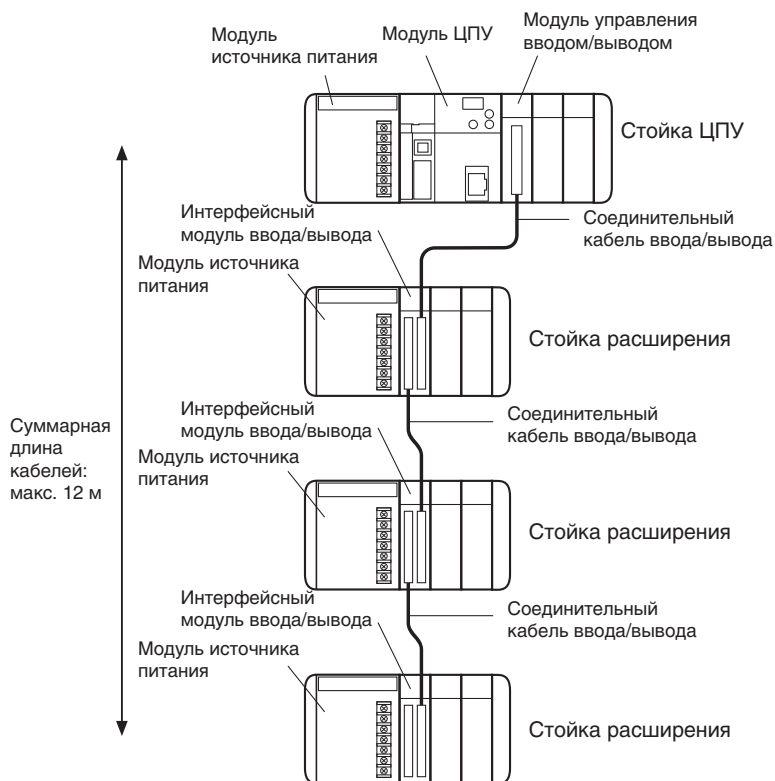 Модуль
источника питания
Модуль ЦПУ
Модуль управления
вводом/выводом
Стойка ЦПУ
Интерфейсный
модуль ввода/вывода
Соединительный
кабель ввода/вывода
Модуль источника
питания
Стойка расширения
Суммарная
длина
кабелей:
макс. 12 м
Интерфейсный
модуль ввода/вывода
Соединительный
кабель ввода/вывода
Модуль источника
питания
Стойка расширения
Интерфейсный
модуль ввода/вывода
Соединительный
кабель ввода/вывода
Модуль источника
питания
Стойка расширения